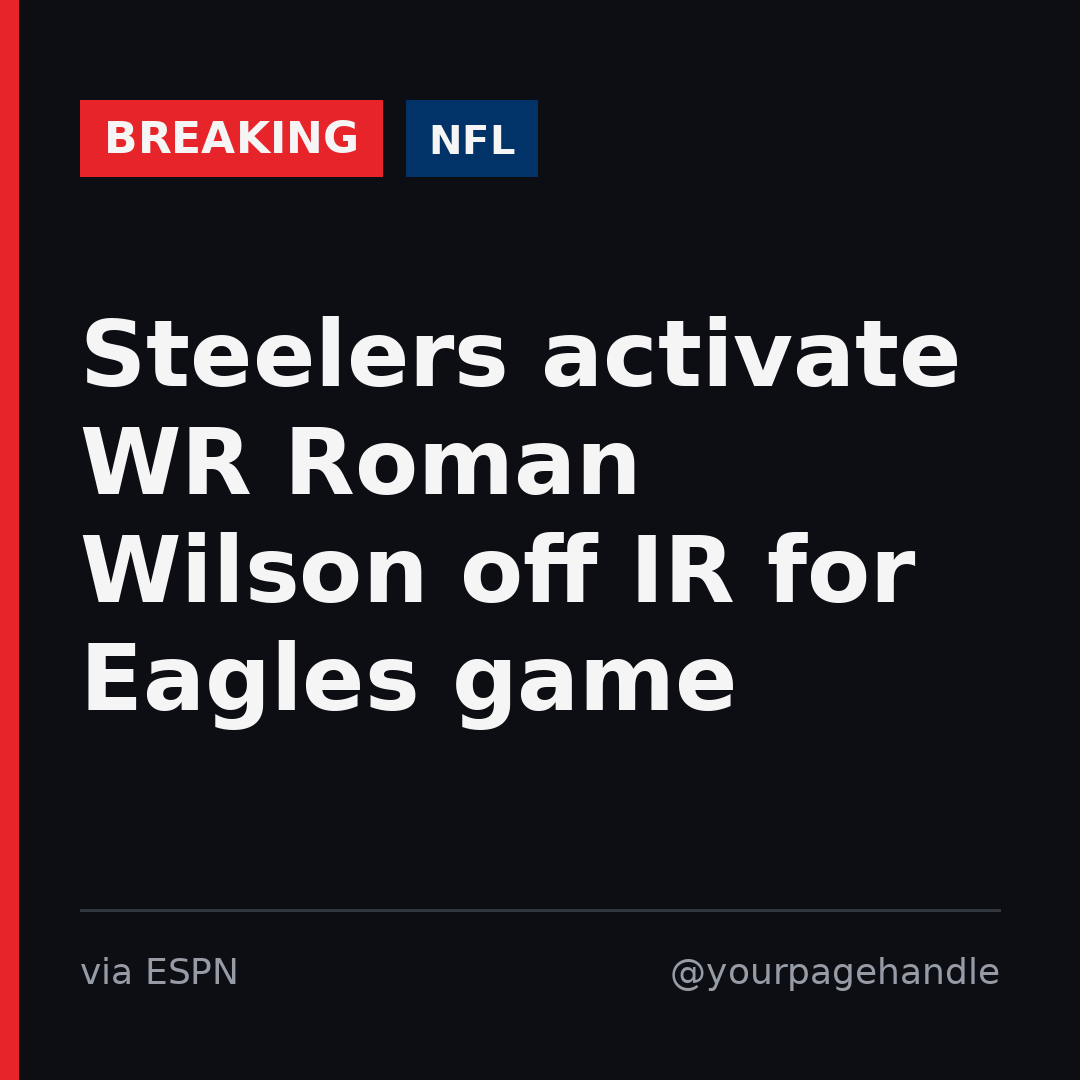 BREAKING NFL
Steelers activate
WR Roman
Wilson off IR for
Eagles game
via ESPN @yourpagehandle